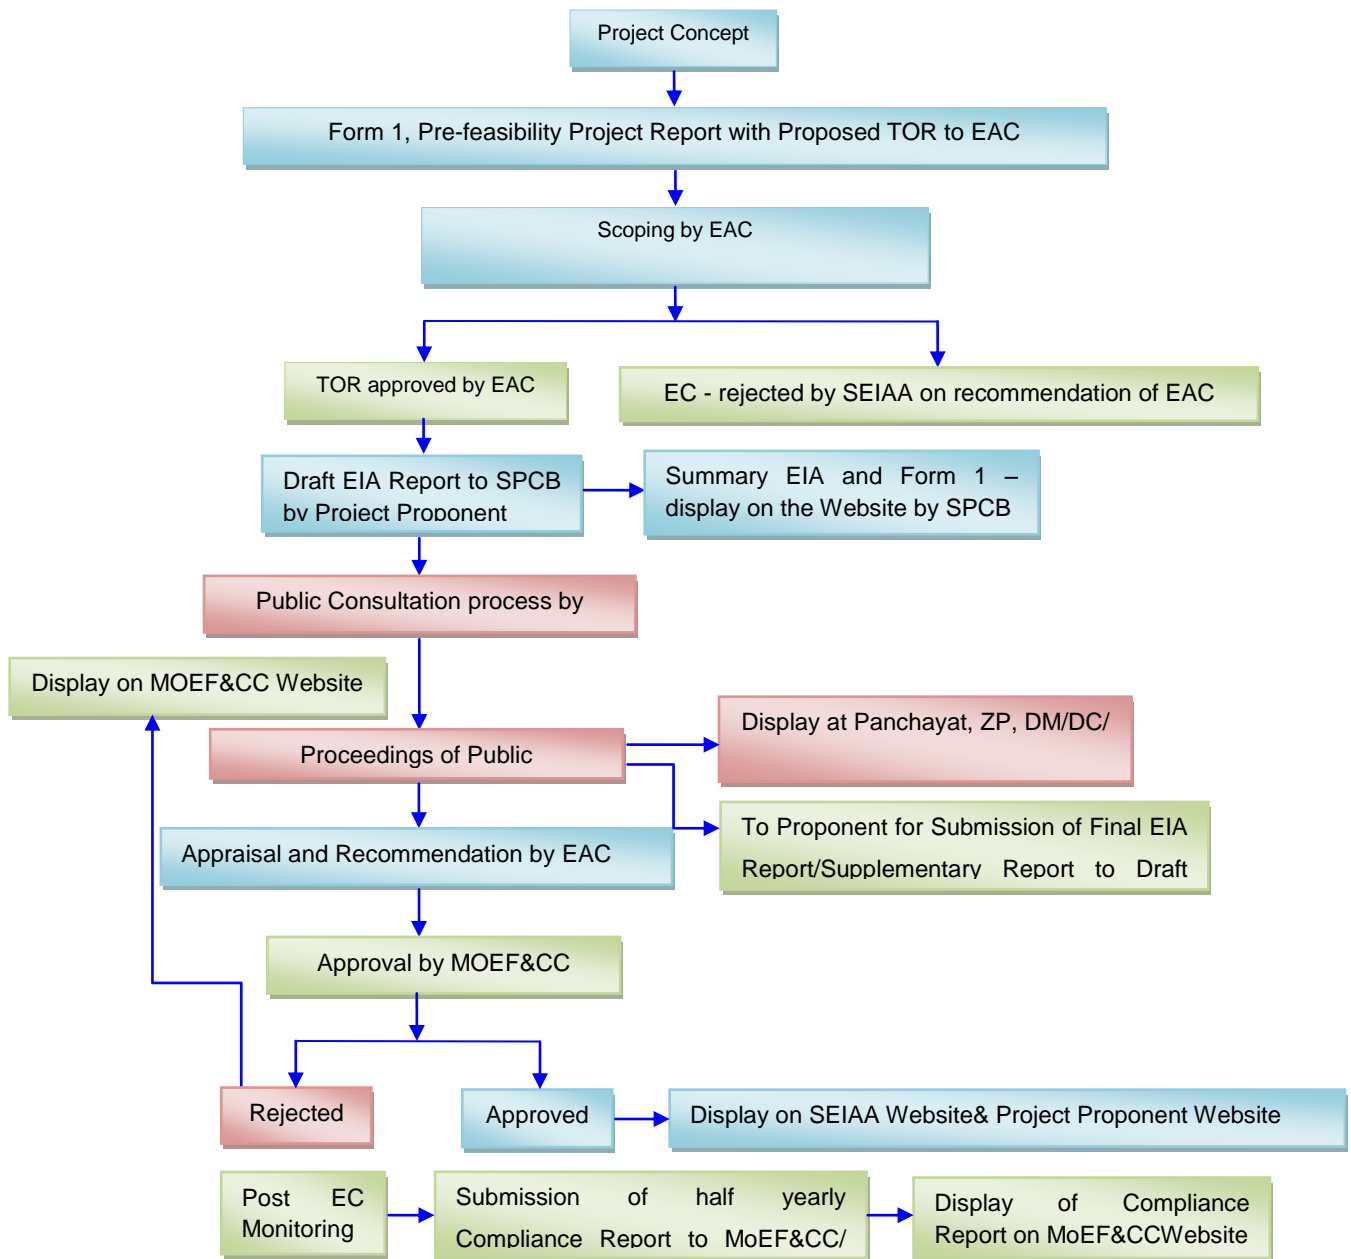 Project Concept
Form 1, Pre-feasibility Project Report with Proposed TOR to EAC
Scoping by EAC
TOR approved by EAC
EC - rejected by SEIAA on recommendation of EAC
Draft EIA Report to SPCB
by Project Proponent
Summary EIA and Form 1 –
display on the Website by SPCB
Public Consultation process by
Display on MOEF&CC Website
Proceedings of Public
Display at Panchayat, ZP, DM/DC/
To Proponent for Submission of Final EIA
Report/Supplementary Report to Draft
Appraisal and Recommendation by EAC
Approval by MOEF&CC
Rejected
Approved
Display on SEIAA Website& Project Proponent Website
Post EC
Monitoring
Submission of half yearly
Compliance Report to MoEF&CC/
Display of Compliance
Report on MoEF&CCWebsite